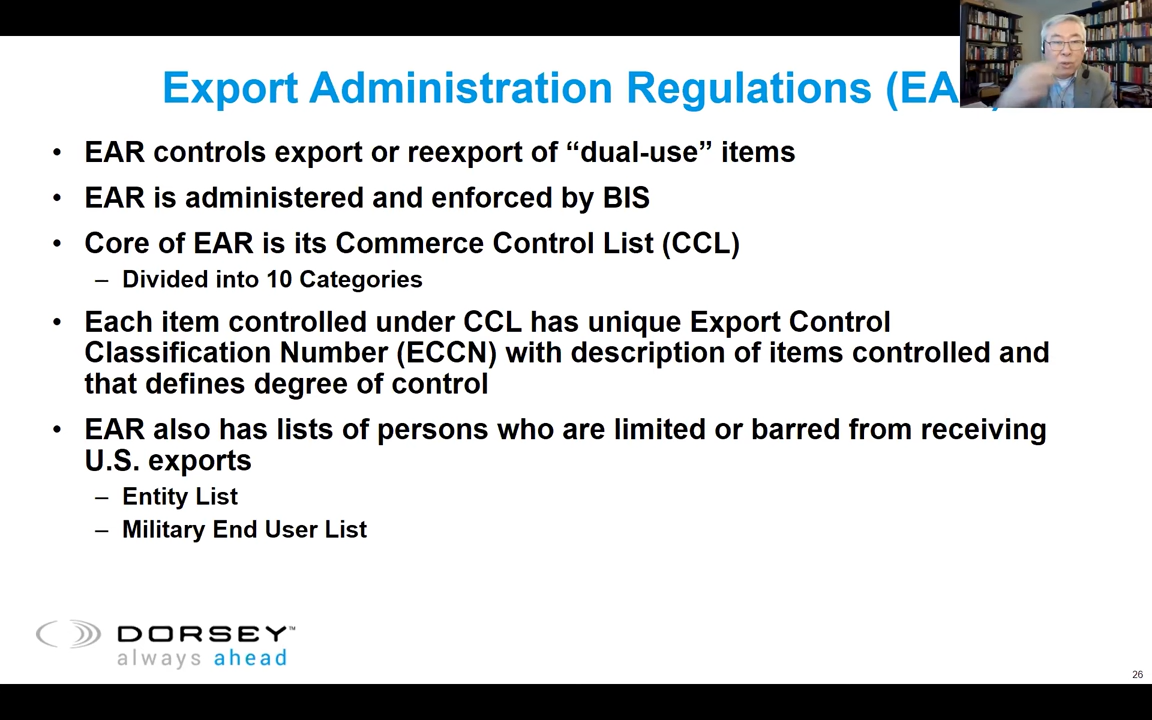 Export Administration Regulations (EA
• EAR controls export or reexport of “dual-use” items
• EAR is administered and enforced by BIS
• Core of EAR is its Commerce Control List (CCL)
– Divided into 10 Categories
• Each item controlled under CCL has unique Export Control
Classification Number (ECCN) with description of items controlled and
that defines degree of control
• EAR also has lists of persons who are limited or barred from receiving
U.S. exports
– Entity List
– Military End User List
DORSEY™
always ahead
26